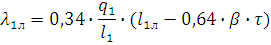 λ₁л = 0,34 · q₁/l₁ · (l₁л − 0,64 · β · τ)